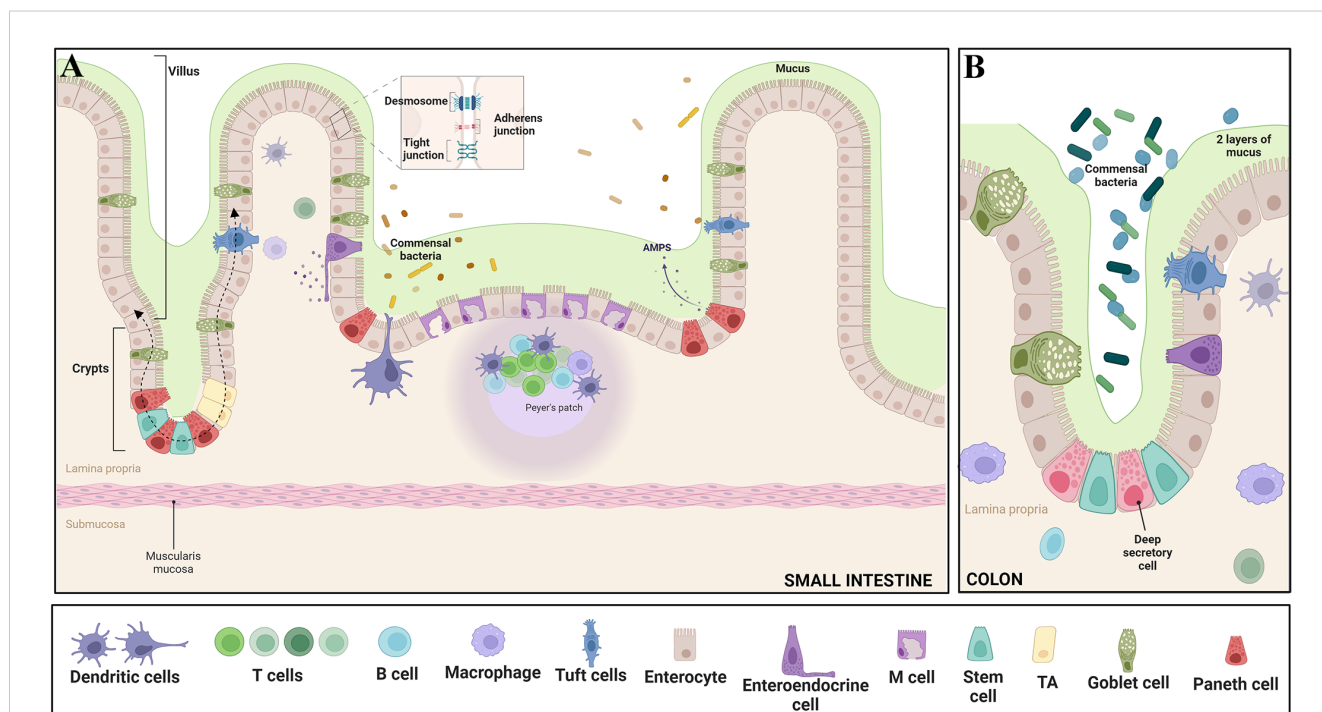 A
Villus
Desmosome
Adherens
junction
Tight
junction
Mucus
Commensal
bacteria
AMPS
Crypts
Peyer's patch
Lamina propria
Submucosa
Muscularis
mucosa
SMALL INTESTINE
B
2 layers of
mucus
Commensal
bacteria
Lamina propria
Deep
secretory
cell
COLON
Dendritic cells
T cells
B cell
Macrophage
Tuft cells
Enterocyte
Enteroendocrine
cell
M cell
Stem
cell
TA
Goblet cell
Paneth cell